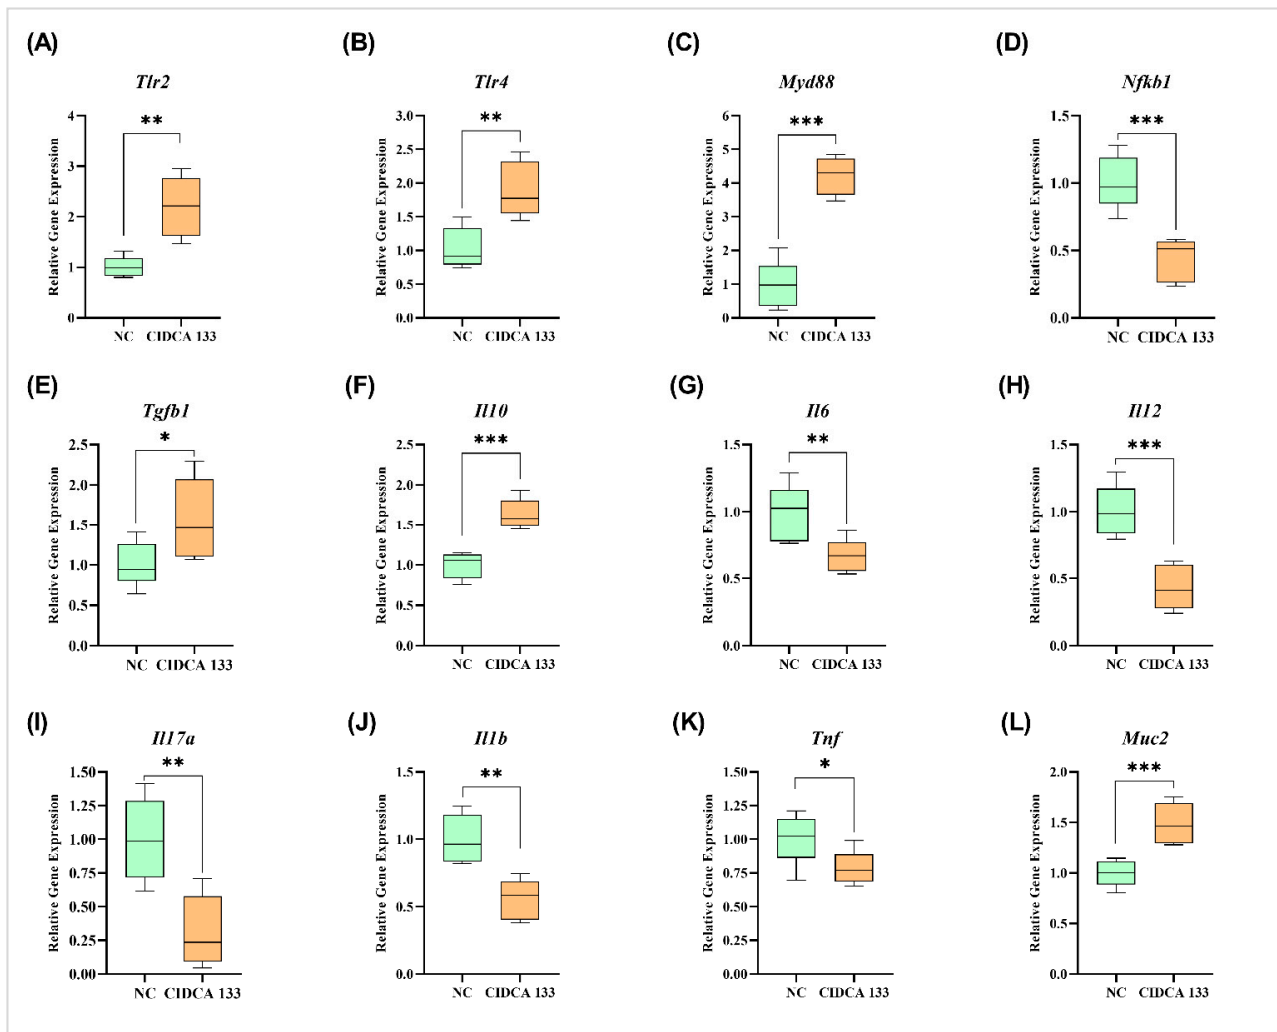 (A) (B) (C) (D)
Tlr2 Tlr4 Myd88 Nfkb1
** ** *** ***
Relative Gene Expression
4
3
2
1
0
NC CIDCA 133
Relative Gene Expression
3.0
2.5
2.0
1.5
1.0
0.5
0.0
NC CIDCA 133
Relative Gene Expression
6
5
4
3
2
1
0
NC CIDCA 133
Relative Gene Expression
1.5
1.0
0.5
0.0
NC CIDCA 133
(E) (F) (G) (H)
Tgfb1 Il10 Il6 Il12
* *** ** ***
Relative Gene Expression
2.5
2.0
1.5
1.0
0.5
0.0
NC CIDCA 133
Relative Gene Expression
2.5
2.0
1.5
1.0
0.5
0.0
NC CIDCA 133
Relative Gene Expression
1.5
1.0
0.5
0.0
NC CIDCA 133
Relative Gene Expression
1.5
1.0
0.5
0.0
NC CIDCA 133
(I) (J) (K) (L)
Il17a Il1b Tnf Muc2
** ** * ***
Relative Gene Expression
1.50
1.25
1.00
0.75
0.50
0.25
0.00
NC CIDCA 133
Relative Gene Expression
1.5
1.0
0.5
0.0
NC CIDCA 133
Relative Gene Expression
1.50
1.25
1.00
0.75
0.50
0.25
0.00
NC CIDCA 133
Relative Gene Expression
2.0
1.5
1.0
0.5
0.0
NC CIDCA 133